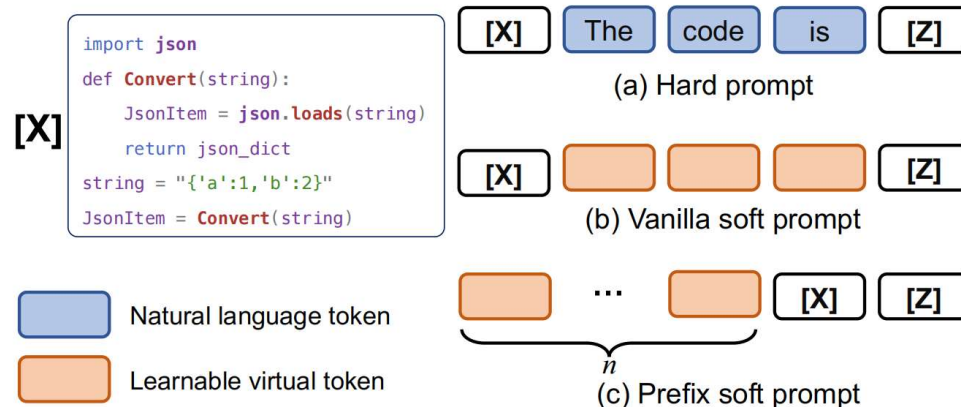 [X]
import json
def Convert(string):
    JsonItem = json.loads(string)
    return json_dict
string = "{'a':1,'b':2}"
JsonItem = Convert(string)
Natural language token
Learnable virtual token
[X] The code is [Z]
(a) Hard prompt
[X] [Z]
(b) Vanilla soft prompt
... [X] [Z]
n
(c) Prefix soft prompt